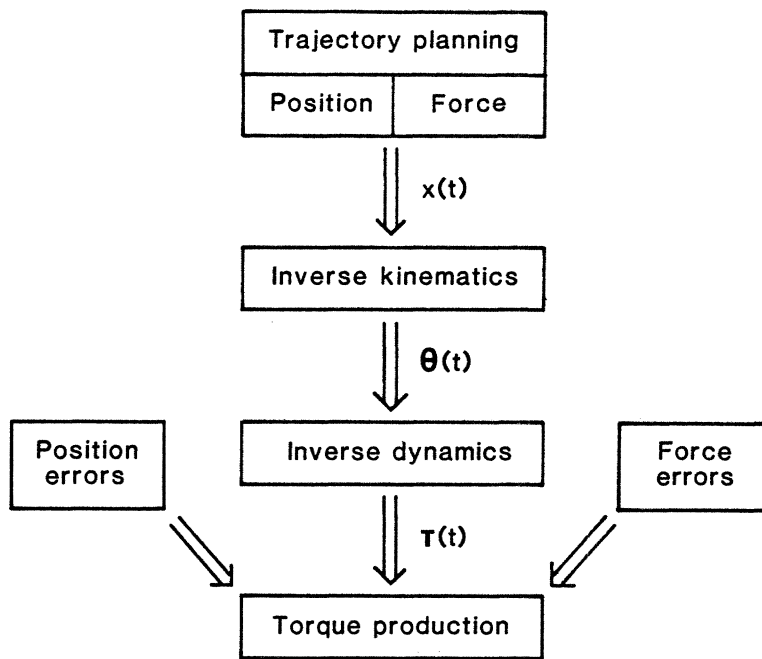 Trajectory planning
Position
Force
x(t)
Inverse kinematics
θ(t)
Position
errors
Inverse dynamics
Force
errors
τ(t)
Torque production